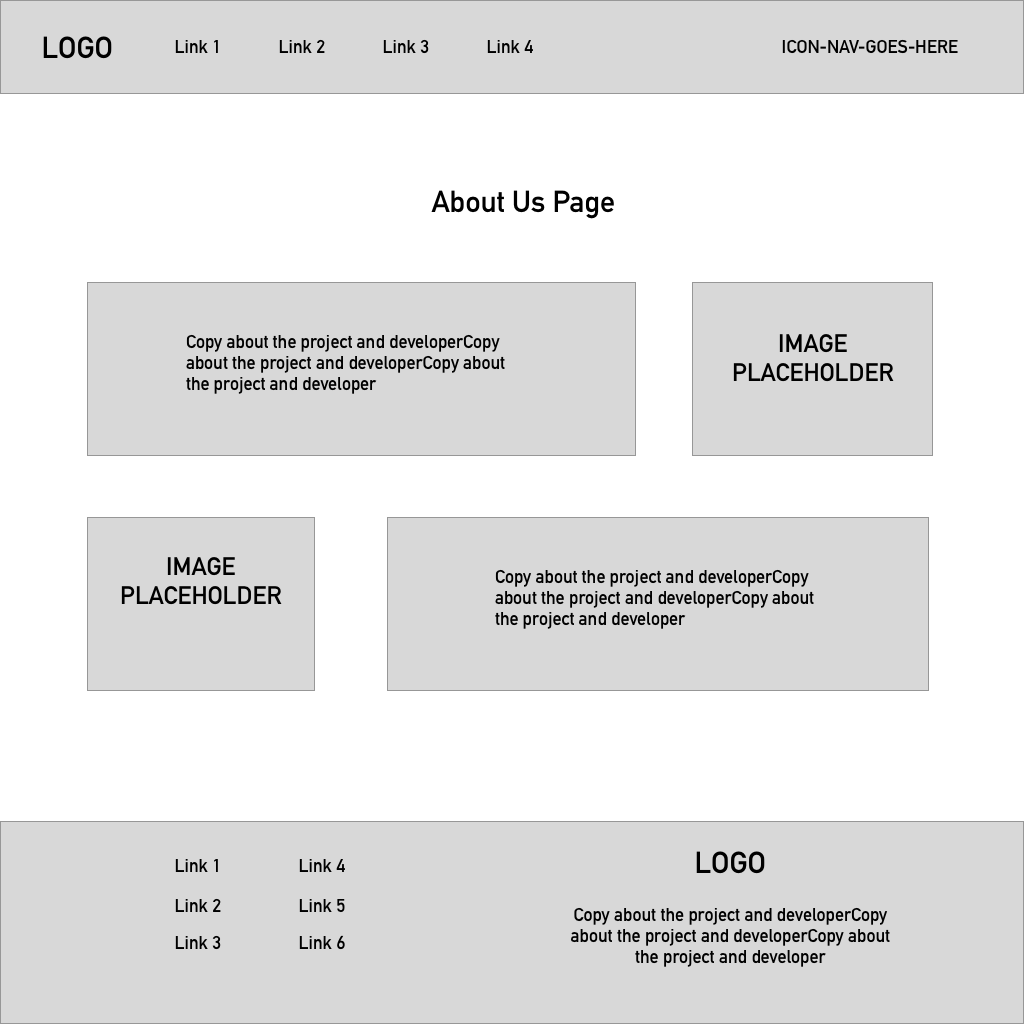 LOGO
Link 1
Link 2
Link 3
Link 4
ICON-NAV-GOES-HERE
About Us Page
Copy about the project and developerCopy
about the project and developerCopy about
the project and developer
IMAGE
PLACEHOLDER
IMAGE
PLACEHOLDER
Copy about the project and developerCopy
about the project and developerCopy about
the project and developer
Link 1
Link 2
Link 3
Link 4
Link 5
Link 6
LOGO
Copy about the project and developerCopy
about the project and developerCopy about
the project and developer